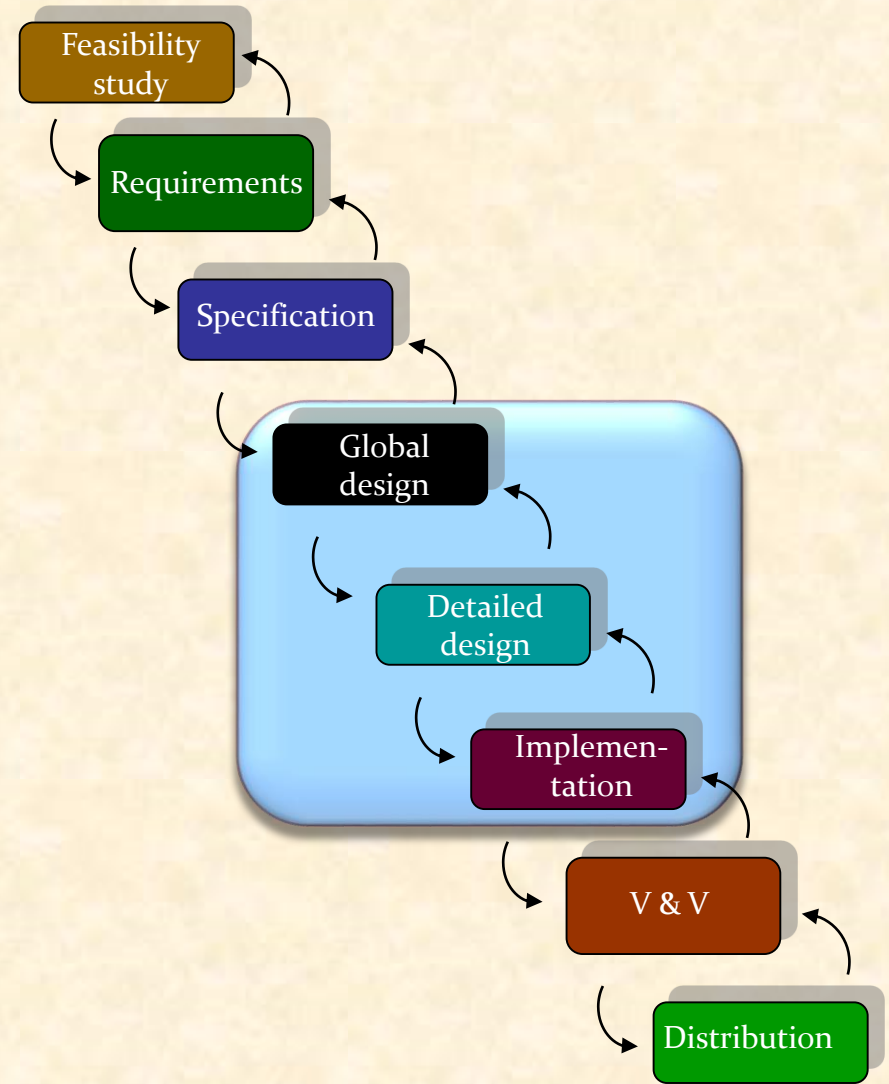 Feasibility
study
Requirements
Specification
Global
design
Detailed
design
Implemen-
tation
V & V
Distribution